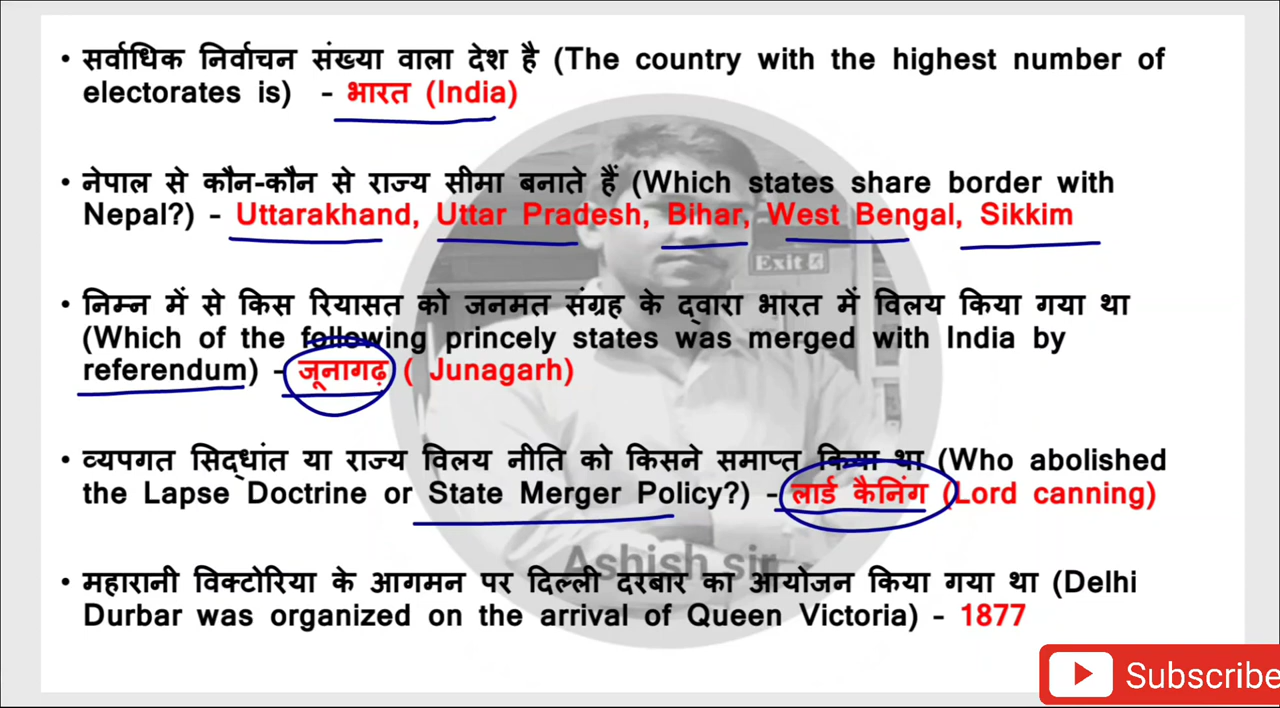 • सर्वाधिक निर्वाचन संख्या वाला देश है (The country with the highest number of
electorates is) - भारत (India)
• नेपाल से कौन-कौन से राज्य सीमा बनाते हैं (Which states share border with
Nepal?) - Uttarakhand, Uttar Pradesh, Bihar, West Bengal, Sikkim
Exit
• निम्न में से किस रियासत को जनमत संग्रह के द्वारा भारत में विलय किया गया था
(Which of the following princely states was merged with India by
referendum) - जूनागढ़ ( Junagarh)
• व्यपगत सिद्धांत या राज्य विलय नीति को किसने समाप्त किया था (Who abolished
the Lapse Doctrine or State Merger Policy?) - लार्ड कैनिंग (Lord canning)
Ashish sir
• महारानी विक्टोरिया के आगमन पर दिल्ली दरबार का आयोजन किया गया था (Delhi
Durbar was organized on the arrival of Queen Victoria) - 1877
Subscribe